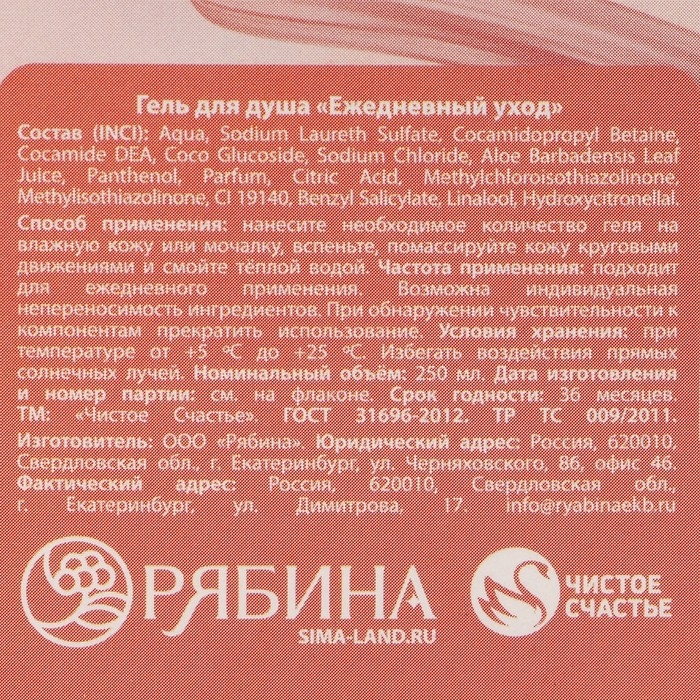 Гель для душа «Ежедневный уход»
Состав (INCI): Aqua, Sodium Laureth Sulfate, Cocamidopropyl Betaine,
Cocamide DEA, Coco Glucoside, Sodium Chloride, Aloe Barbadensis Leaf
Juice, Panthenol, Parfum, Citric Acid, Methylchloroisothiazolinone,
Methylisothiazolinone, CI 19140, Benzyl Salicylate, Linalool, Hydroxycitronellal.
Способ применения: нанесите необходимое количество геля на
влажную кожу или мочалку, вспеньте, помассируйте кожу круговыми
движениями и смойте тёплой водой. Частота применения: подходит
для ежедневного применения. Возможна индивидуальная
непереносимость ингредиентов. При обнаружении чувствительности к
компонентам прекратить использование. Условия хранения: при
температуре от +5 °С до +25 °С. Избегать воздействия прямых
солнечных лучей. Номинальный объём: 250 мл. Дата изготовления
и номер партии: см. на флаконе. Срок годности: 36 месяцев.
ТМ: «Чистое Счастье». ГОСТ 31696-2012. ТР ТС 009/2011.
Изготовитель: ООО «Рябина». Юридический адрес: Россия, 620010,
Свердловская обл., г. Екатеринбург, ул. Черняховского, 86, офис 46.
Фактический адрес: Россия, 620010, Свердловская обл.,
г. Екатеринбург, ул. Димитрова, 17. info@ryabinaekb.ru
РЯБИНА
SIMA-LAND.RU
ЧИСТОЕ
СЧАСТЬЕ